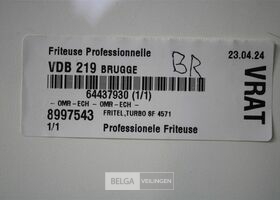 Friteuse Professionnelle
23.04.24
VDB 219 BRUGGE
BR
64437930 (1/1)
- OMR-ECH - OMR-ECH -
8997543
FRITEL,TURBO SF 4571
1/1
Professionele Friteuse
VRAT
BELGA VEILINGEN